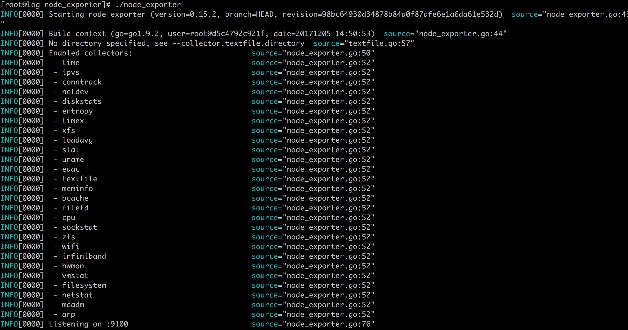 [root@log node_exporter]# ./node_exporter
INFO[0000] Starting node_exporter (version=0.15.2, branch=HEAD, revision=98bc64930d34878b84a0f87dfe6e1a6da61e532d) source="node_exporter.go:4
"
INFO[0000] Build context (go=go1.9.2, user=root@d5c4792c921f, date=20171205-14:50:53) source="node_exporter.go:44"
INFO[0000] No directory specified, see --collector.textfile.directory source="textfile.go:57"
INFO[0000] Enabled collectors: source="node_exporter.go:50"
INFO[0000] - time source="node_exporter.go:52"
INFO[0000] - ipvs source="node_exporter.go:52"
INFO[0000] - conntrack source="node_exporter.go:52"
INFO[0000] - netdev source="node_exporter.go:52"
INFO[0000] - diskstats source="node_exporter.go:52"
INFO[0000] - entropy source="node_exporter.go:52"
INFO[0000] - timex source="node_exporter.go:52"
INFO[0000] - xfs source="node_exporter.go:52"
INFO[0000] - loadavg source="node_exporter.go:52"
INFO[0000] - stat source="node_exporter.go:52"
INFO[0000] - uname source="node_exporter.go:52"
INFO[0000] - edac source="node_exporter.go:52"
INFO[0000] - textfile source="node_exporter.go:52"
INFO[0000] - meminfo source="node_exporter.go:52"
INFO[0000] - bcache source="node_exporter.go:52"
INFO[0000] - filefd source="node_exporter.go:52"
INFO[0000] - cpu source="node_exporter.go:52"
INFO[0000] - sockstat source="node_exporter.go:52"
INFO[0000] - zfs source="node_exporter.go:52"
INFO[0000] - wifi source="node_exporter.go:52"
INFO[0000] - infiniband source="node_exporter.go:52"
INFO[0000] - hwmon source="node_exporter.go:52"
INFO[0000] - vmstat source="node_exporter.go:52"
INFO[0000] - filesystem source="node_exporter.go:52"
INFO[0000] - netstat source="node_exporter.go:52"
INFO[0000] - mdadm source="node_exporter.go:52"
INFO[0000] - arp source="node_exporter.go:52"
INFO[0000] Listening on :9100 source="node_exporter.go:76"